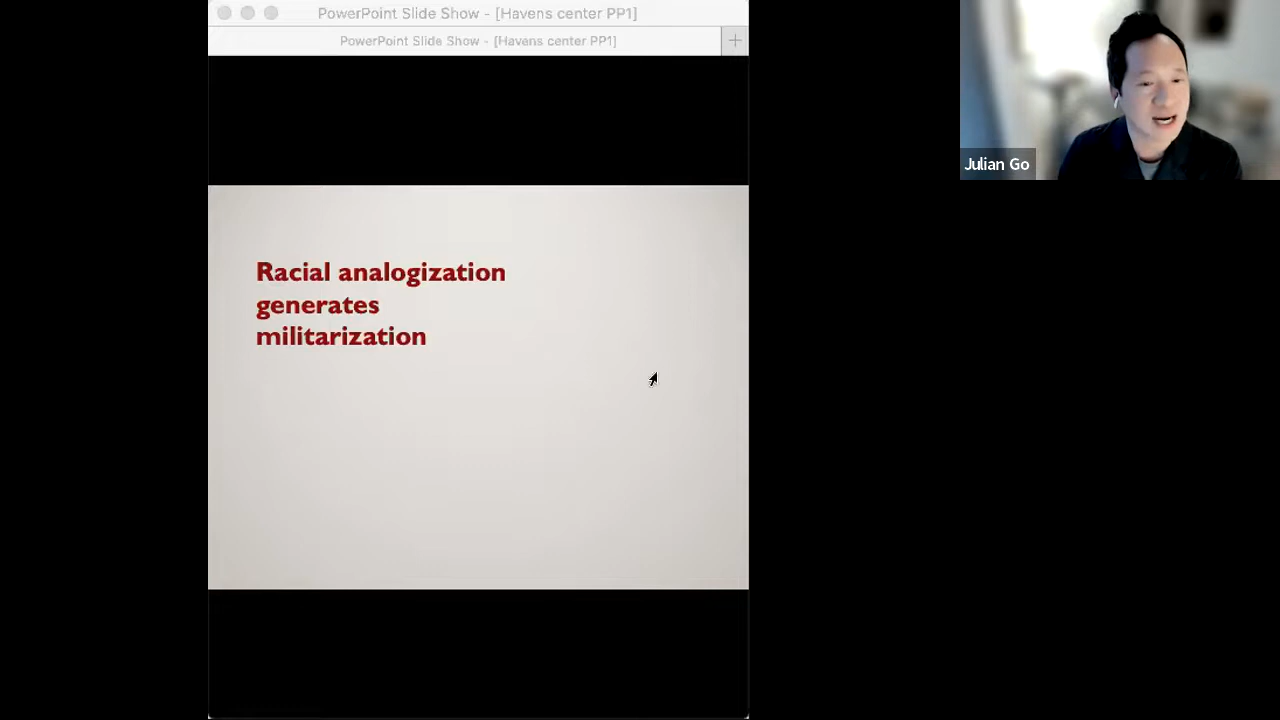 PowerPoint Slide Show - [Havens center PP1]
PowerPoint Slide Show - [Havens center PP1]
Racial analogization
generates
militarization
Julian Go